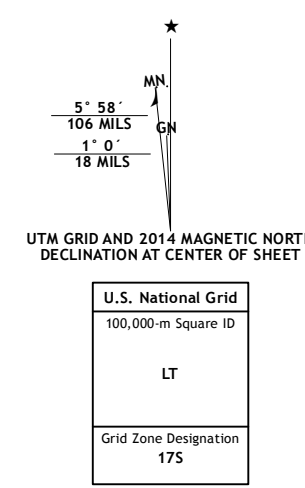 ★
MN.
5° 58´
106 MILS
GN
1° 0´
18 MILS
UTM GRID AND 2014 MAGNETIC NORT
DECLINATION AT CENTER OF SHEET
U.S. National Grid
100,000-m Square ID
LT
Grid Zone Designation
17S